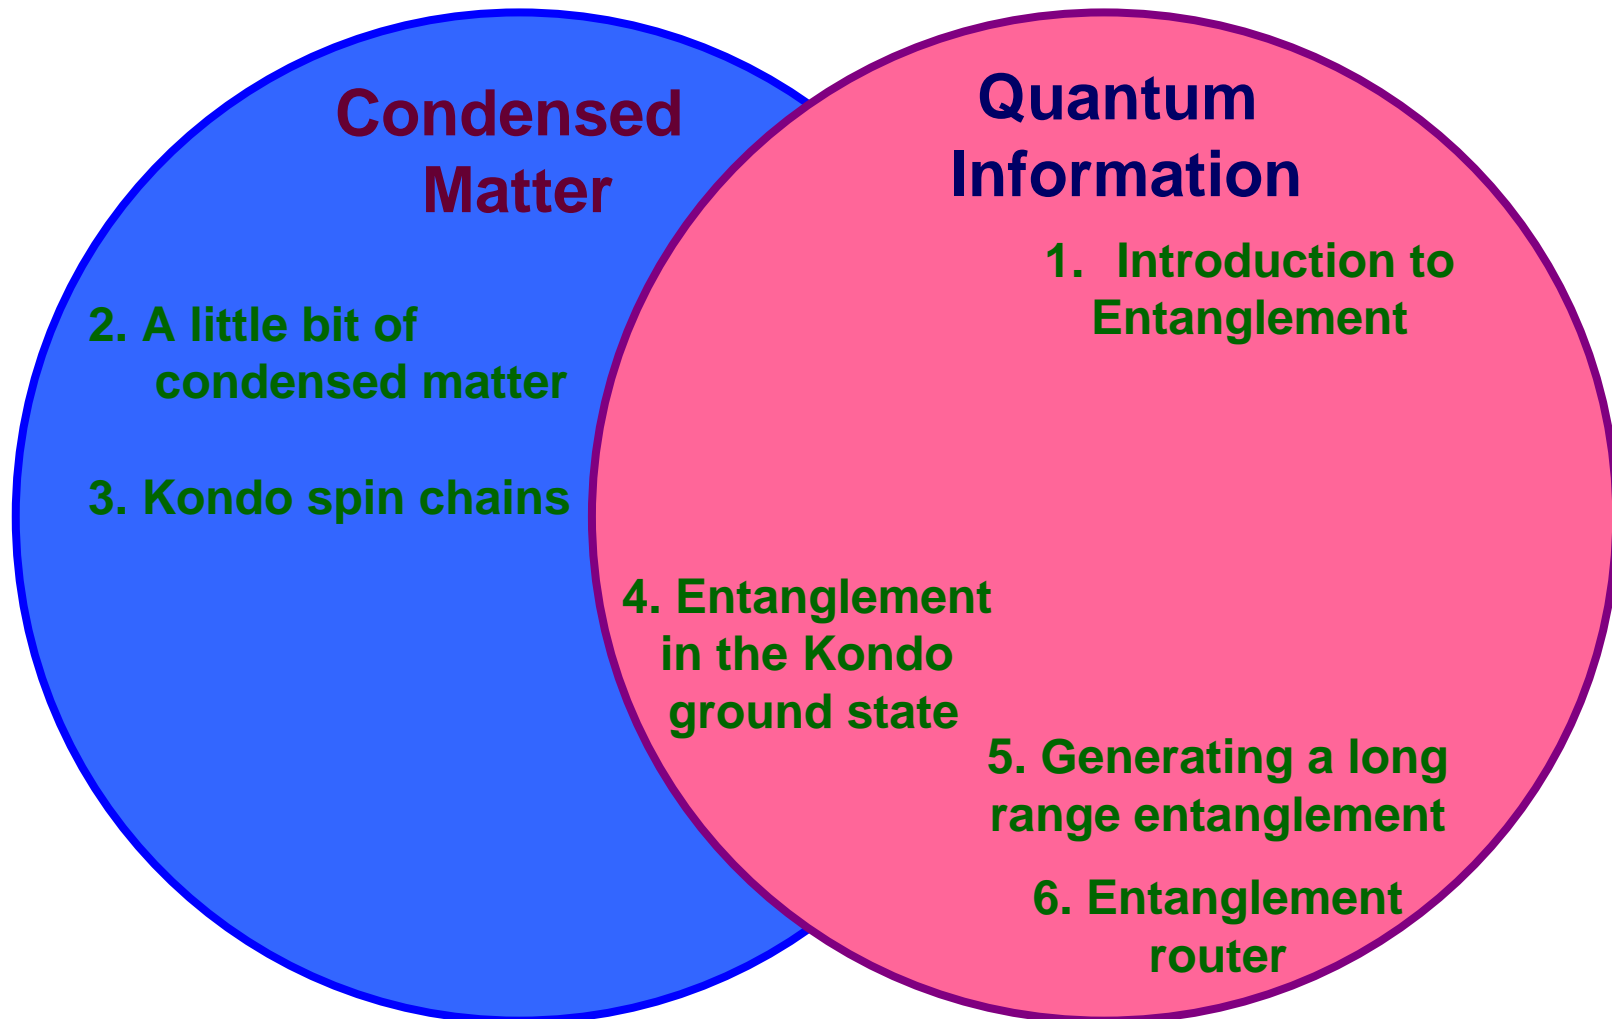 Condensed
Matter
Quantum
Information
1. Introduction to
Entanglement
2. A little bit of
condensed matter
3. Kondo spin chains
4. Entanglement
in the Kondo
ground state
5. Generating a long
range entanglement
6. Entanglement
router